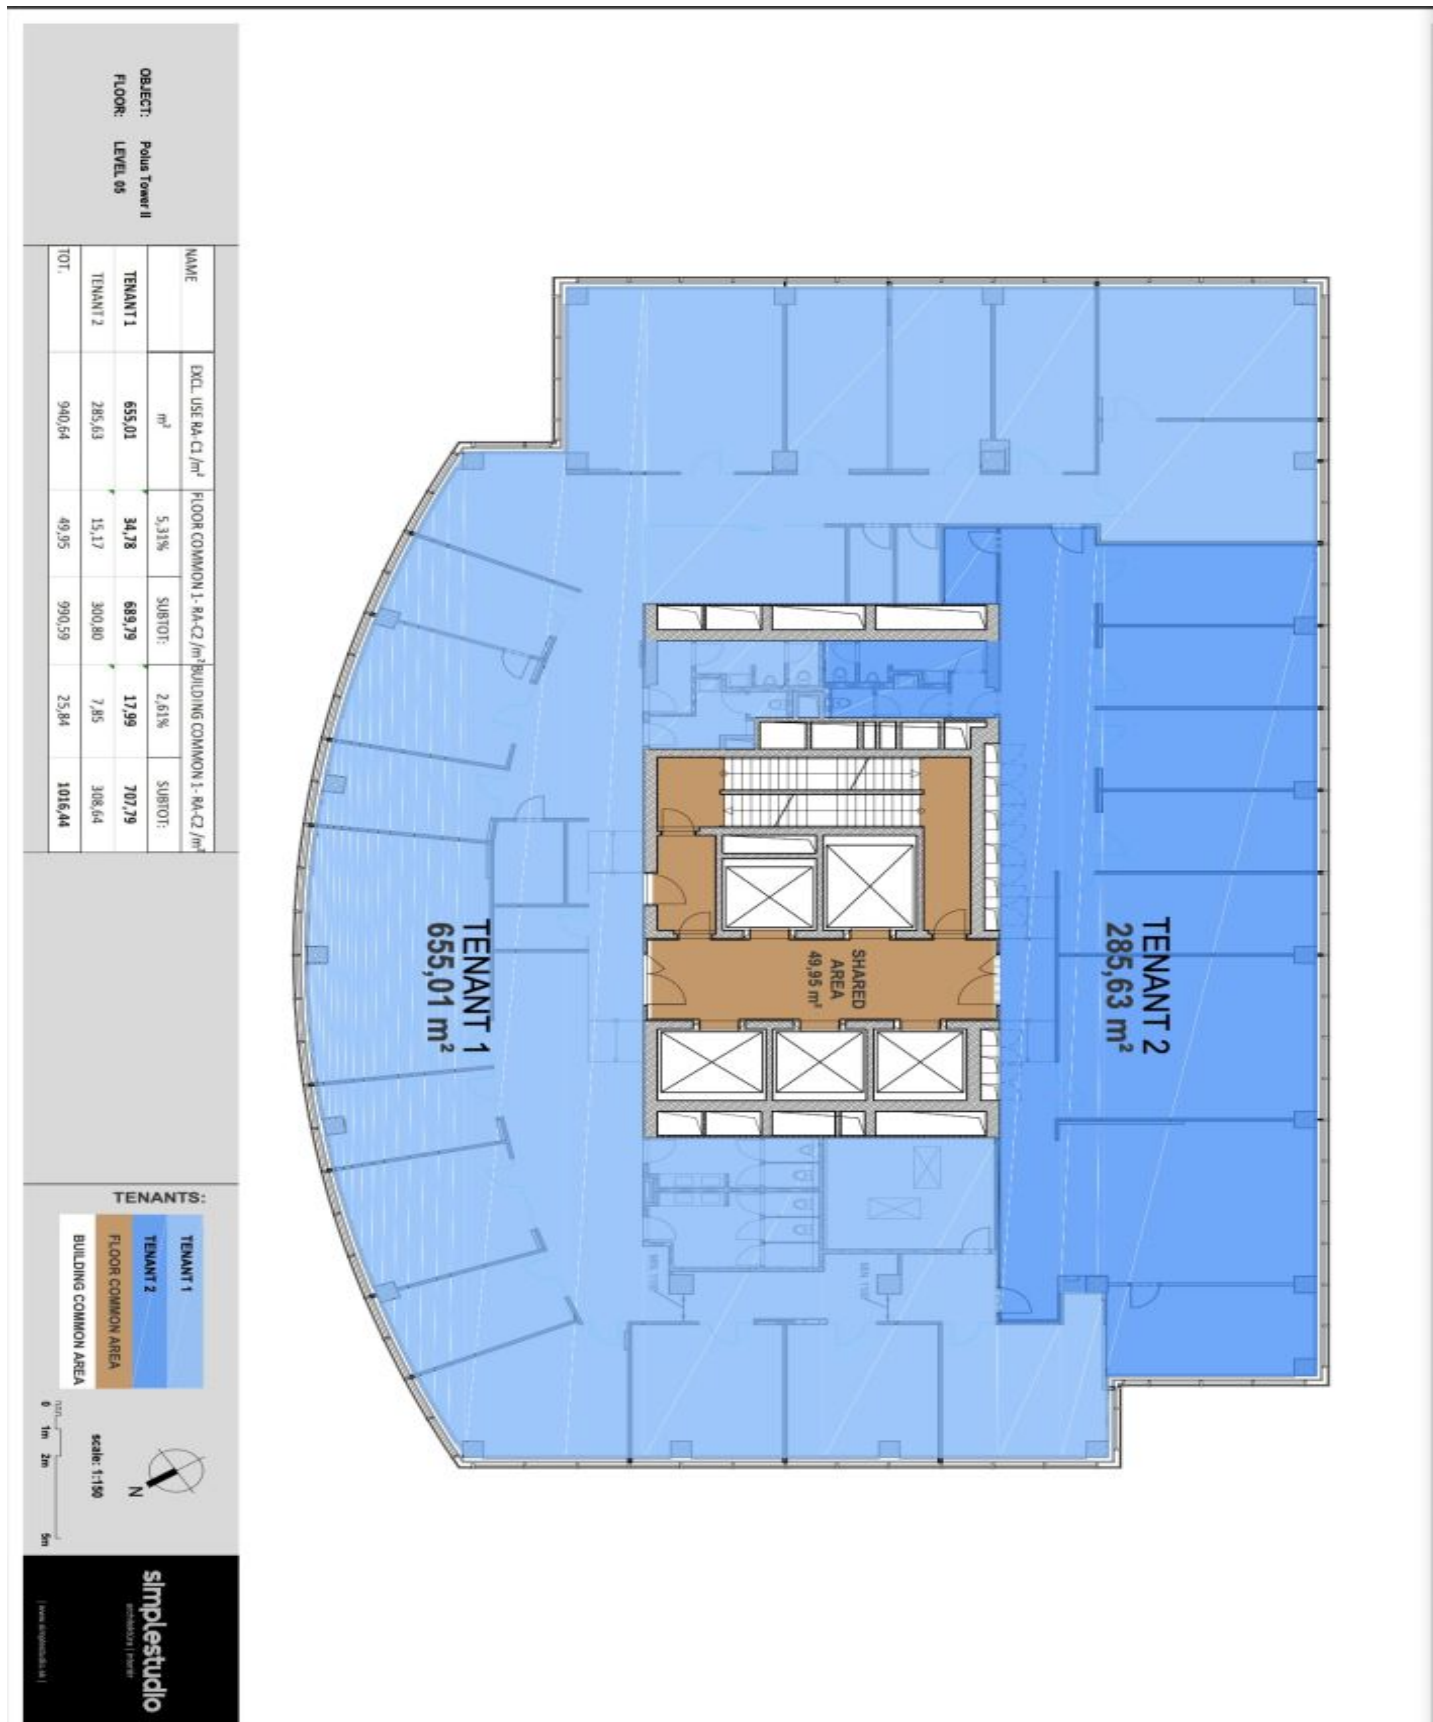 OBJECT: Polus Tower II
FLOOR: LEVEL 05
NAME EXCL. USE RA-C1 /m² FLOOR COMMON 1- RA-C2 /m² BUILDING COMMON 1- RA-C2 /m²
m² 5,31% SUBTOT: 2,61% SUBTOT:
TENANT 1 655,01 34,78 689,79 17,99 707,79
TENANT 2 285,63 15,17 300,80 7,85 308,64
TOT. 940,64 49,95 990,59 25,84 1016,44
TENANT 2
285,63 m²
SHARED
AREA
49,95 m²
TENANT 1
655,01 m²
TENANTS:
TENANT 1
TENANT 2
FLOOR COMMON AREA
BUILDING COMMON AREA
N
scale: 1:150
0 1m 2m 5m
simplestudio